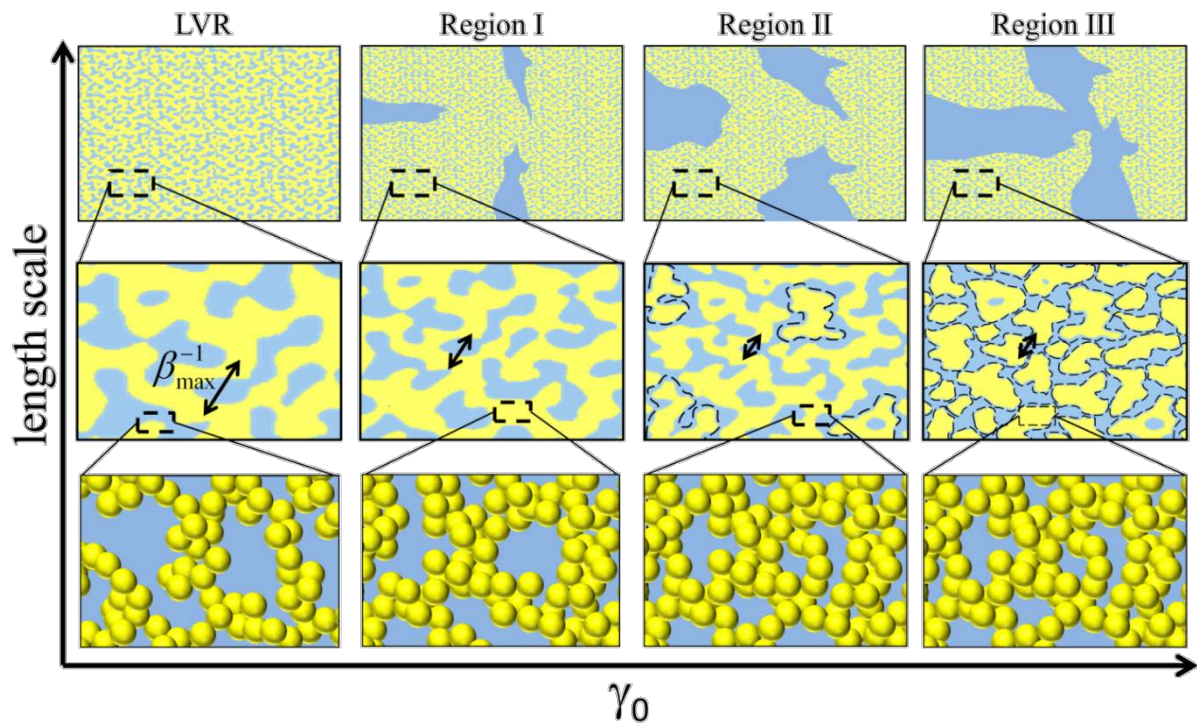 LVR
Region I
Region II
Region III
length scale
β⁻¹max
γ₀